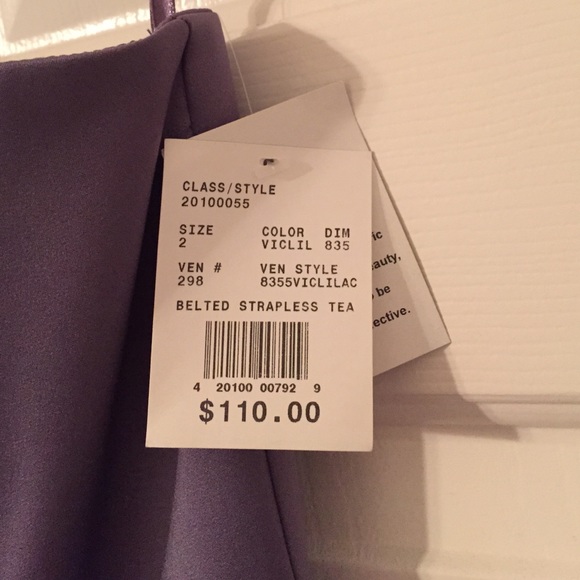 CLASS/STYLE
20100055
SIZE COLOR DIM
2 VICLIL 835
VEN # VEN STYLE
298 8355VICLILAC
BELTED STRAPLESS TEA
4 20100 00792 9
$110.00
be